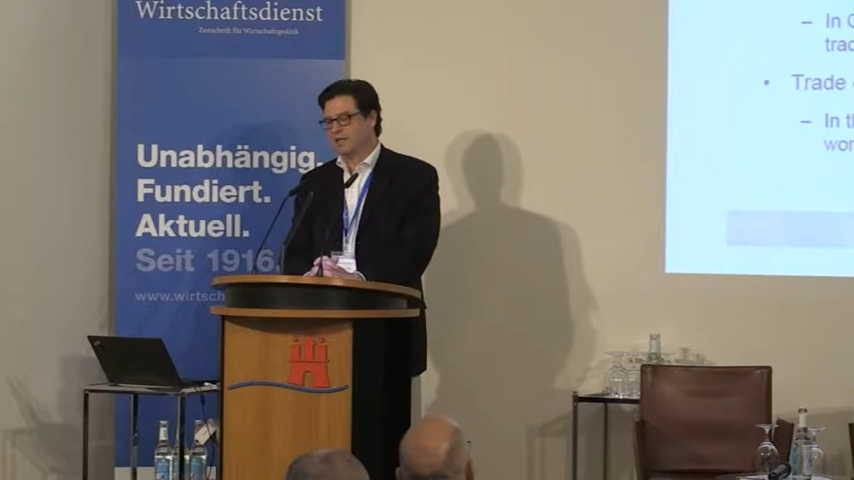 Wirtschaftsdienst
Zeitschrift für Wirtschaftspolitik
Unabhängig.
Fundiert.
Aktuell.
Seit 1916.
www.wirtsch
– In
trad
• Trade
– In th
wor